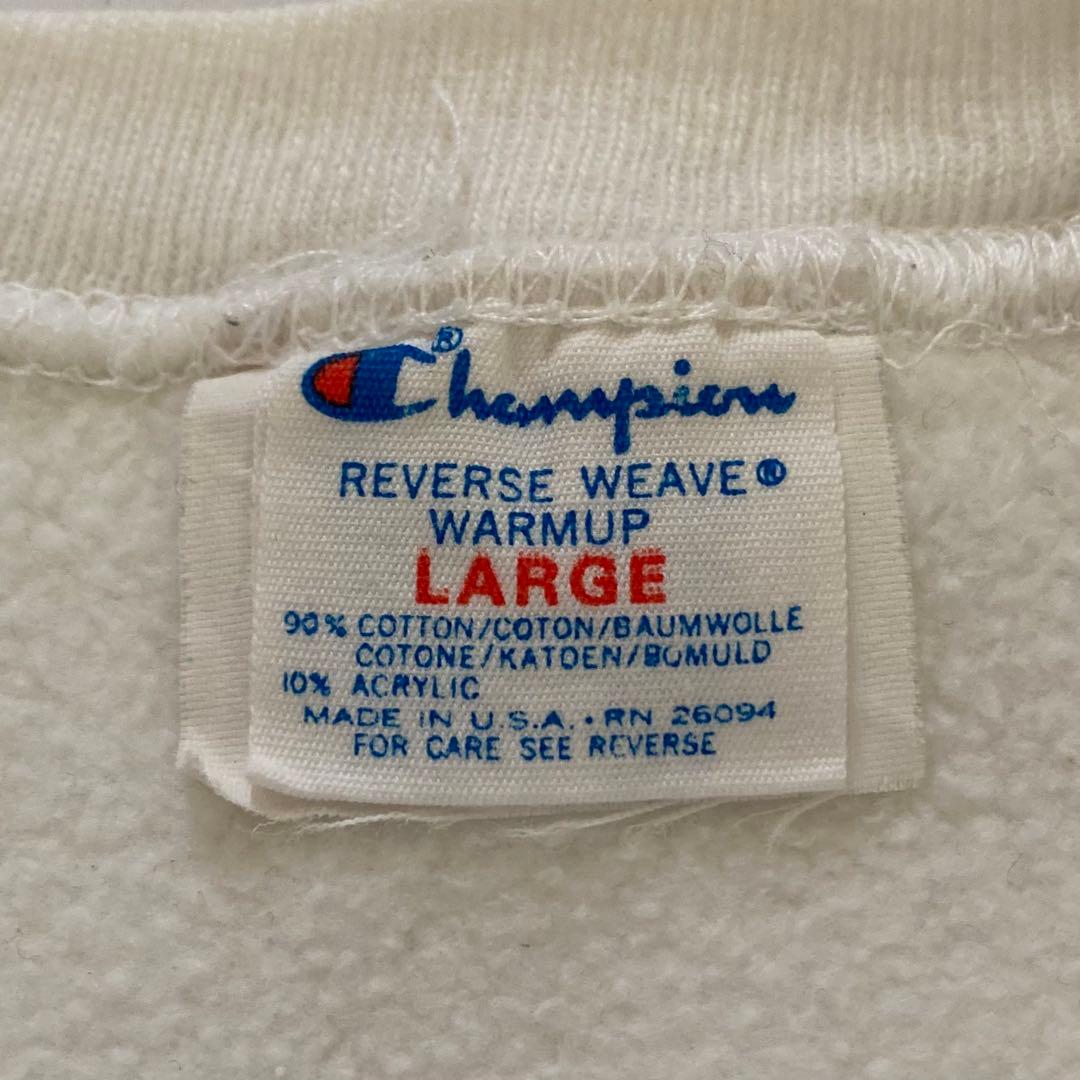 Champion®
REVERSE WEAVE®
WARMUP
LARGE
90% COTTON/COTON/BAUMWOLLE
COTONE/KATOEN/BOMULD
10% ACRYLIC
MADE IN U.S.A. • RN 26094
FOR CARE SEE REVERSE